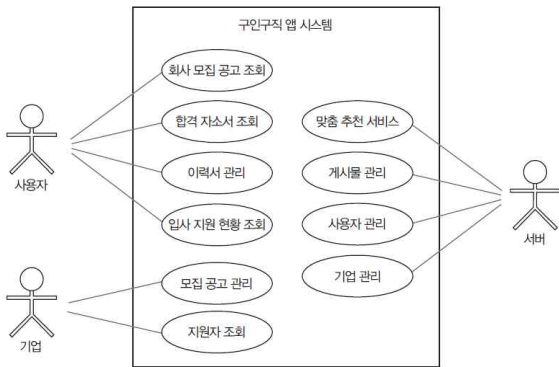 구인구직 앱 시스템
회사 모집 공고 조회
합격 자소서 조회
맞춤 추천 서비스
이력서 관리
게시물 관리
사용자
입사 지원 현황 조회
사용자 관리
서버
모집 공고 관리
기업 관리
지원자 조회
기업